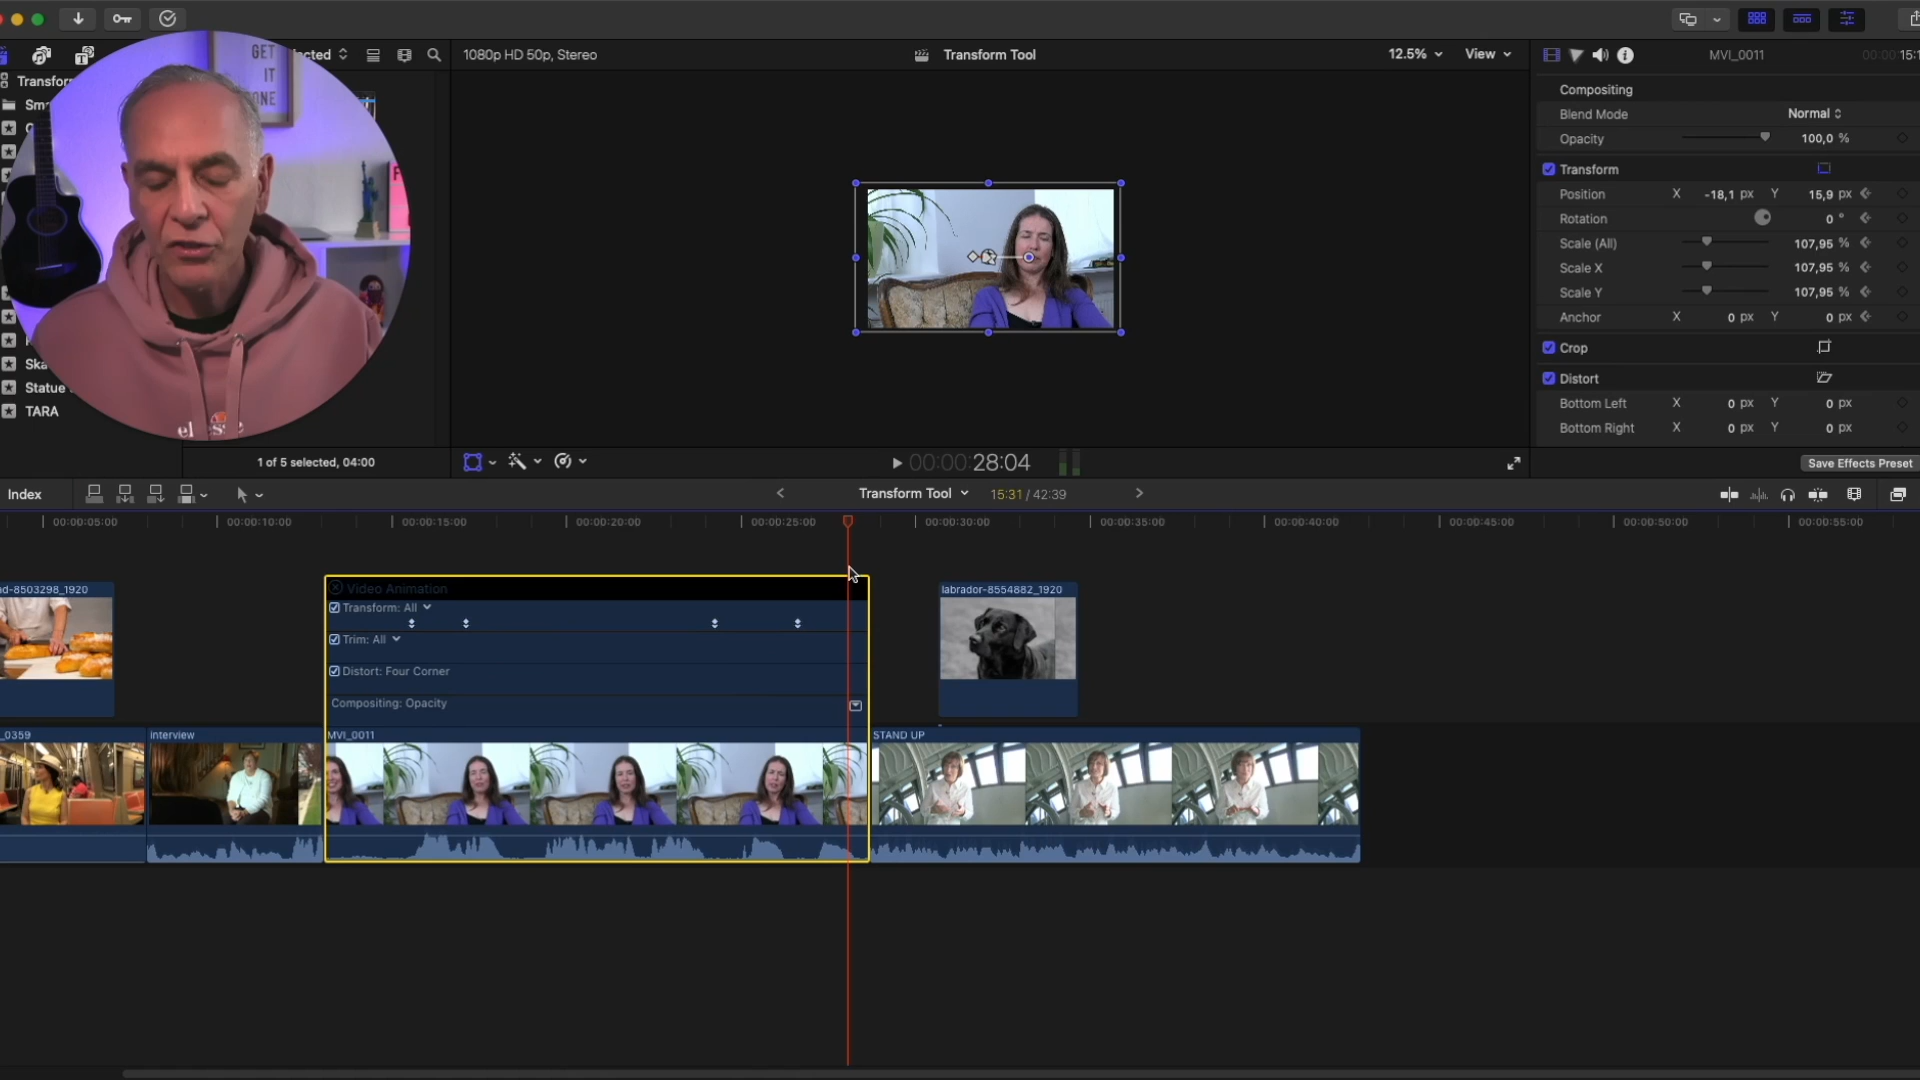 GET
IT
DONE
1080p HD 50p, Stereo
Transform Tool
12.5%
View
MVI_0011
Compositing
Blend Mode
Normal
Opacity
100,0 %
Transform
Position X -18,1 px Y 15,9 px
Rotation 0 °
Scale (All) 107,95 %
Scale X 107,95 %
Scale Y 107,95 %
Anchor X 0 px Y 0 px
Crop
Distort
Bottom Left X 0 px Y 0 px
Bottom Right X 0 px Y 0 px
Save Effects Preset
Statue
TARA
1 of 5 selected, 04:00
00:00:00:28:04
Index
Transform Tool
15:31 / 42:39
00:00:05:00
00:00:10:00
00:00:15:00
00:00:20:00
00:00:25:00
00:00:30:00
00:00:35:00
00:00:40:00
00:00:45:00
00:00:50:00
00:00:55:00
ad-8503298_1920
Video Animation
Transform: All
Trim: All
Distort: Four Corner
Compositing: Opacity
labrador-8554882_1920
_0359
interview
MVI_0011
STAND UP